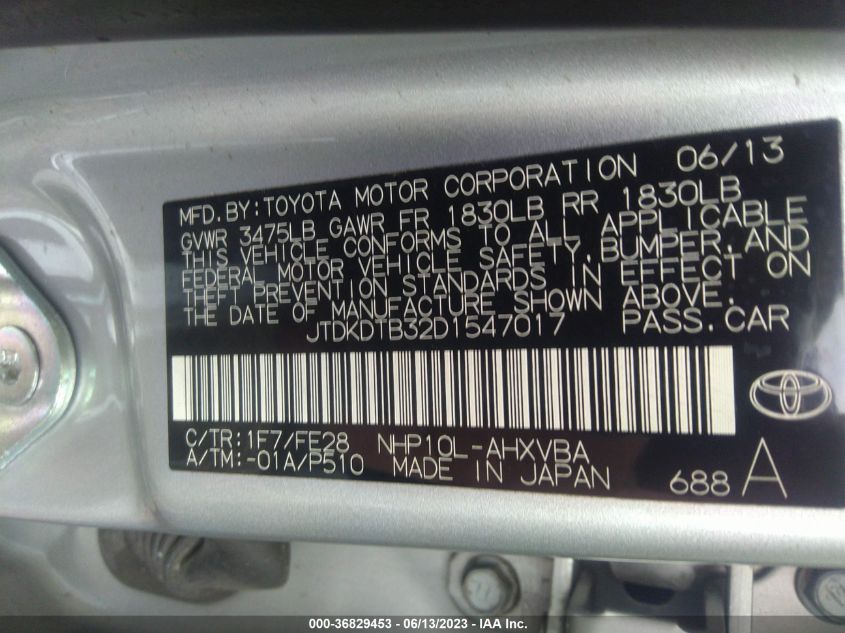 MFD.BY:TOYOTA MOTOR CORPORATION 06/13
GVWR 3475LB GAWR FR 1830LB RR 1830LB
THIS VEHICLE CONFORMS TO ALL APPLICABLE
FEDERAL MOTOR VEHICLE SAFETY,BUMPER,AND
THEFT PREVENTION STANDARDS IN EFFECT ON
THE DATE OF MANUFACTURE SHOWN ABOVE.
JTDKDTB32D1547017 PASS.CAR
C/TR:1F7/FE28 NHP10L-AHXVBA
A/TM:-01A/P510 MADE IN JAPAN 688 A
000-36829453 - 06/13/2023 - IAA Inc.